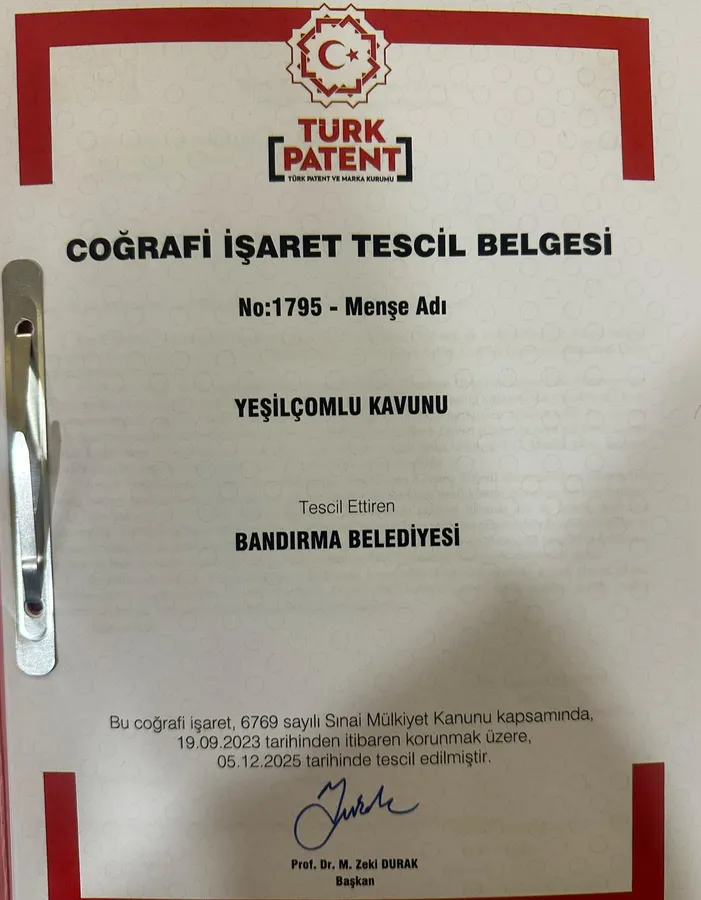 TÜRK
PATENT
TÜRK PATENT VE MARKA KURUMU
COĞRAFİ İŞARET TESCİL BELGESİ
No:1795 - Menşe Adı
YEŞİLÇOMLU KAVUNU
Tescil Ettiren
BANDIRMA BELEDİYESİ
Bu coğrafi işaret, 6769 sayılı Sınai Mülkiyet Kanunu kapsamında,
19.09.2023 tarihinden itibaren korunmak üzere,
05.12.2025 tarihinde tescil edilmiştir.
Prof. Dr. M. Zeki DURAK
Başkan